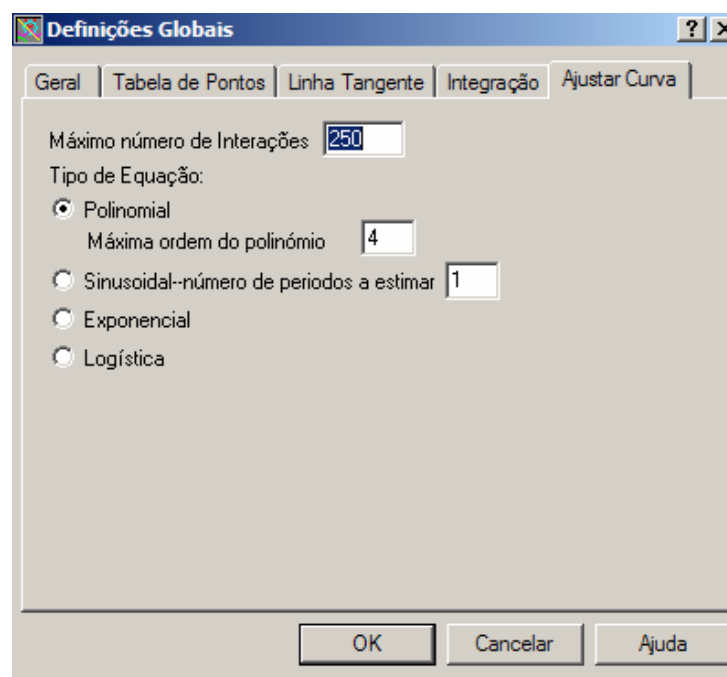 Definições Globais
Geral Tabela de Pontos Linha Tangente Integração Ajustar Curva
Máximo número de Interações 250
Tipo de Equação:
Polinomial
Máxima ordem do polinómio 4
Sinusoidal--número de periodos a estimar 1
Exponencial
Logística
OK Cancelar Ajuda